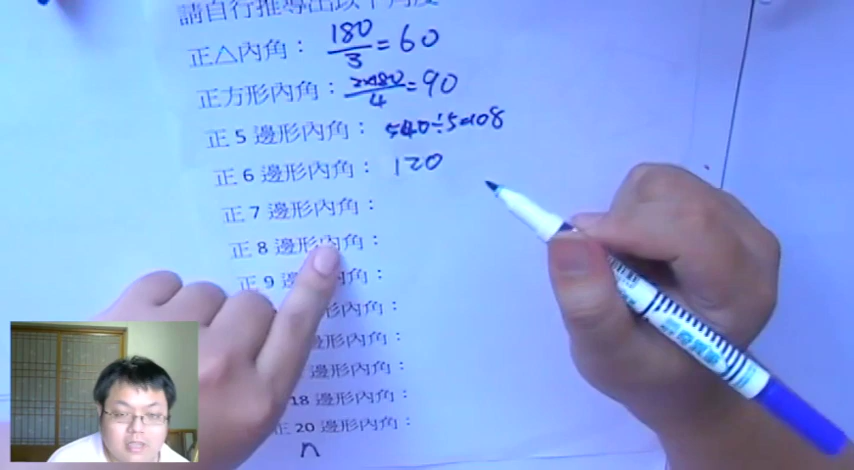 請自行推導出以下角度
正△內角： 180/3 = 60
正方形內角： 2×180/4 = 90
正 5 邊形內角： 540÷5=108
正 6 邊形內角： 120
正 7 邊形內角：
正 8 邊形內角：
正 9 邊形內角：
邊形內角：
邊形內角：
邊形內角：
18 邊形內角：
正 20 邊形內角：
n